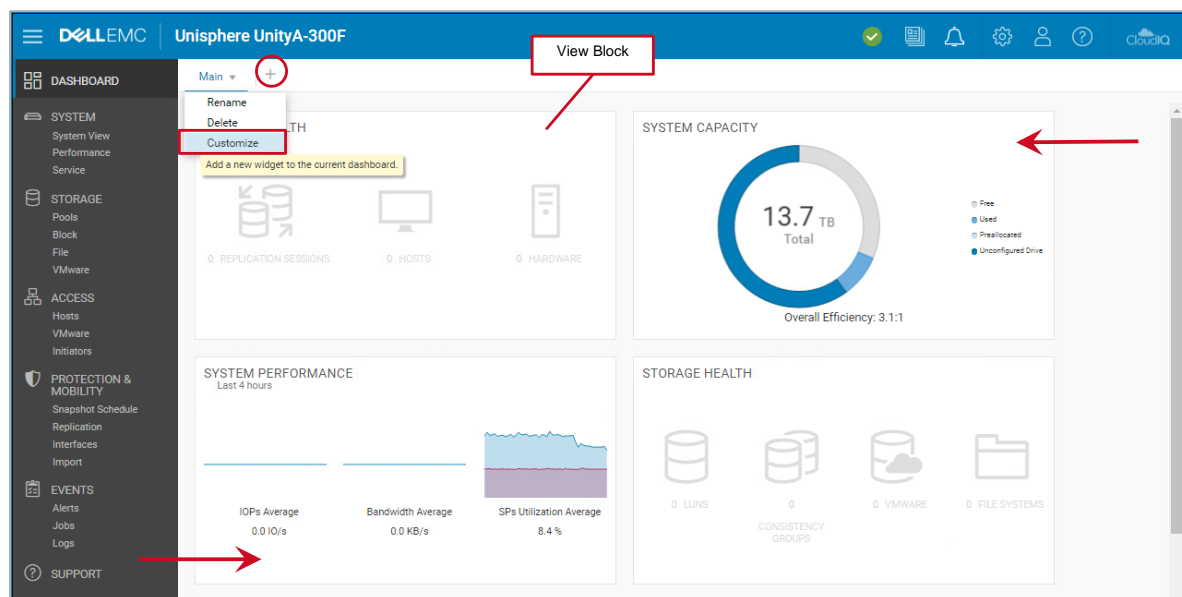 DELLEMC Unisphere UnityA-300F
CloudIQ
View Block
DASHBOARD
Main
Rename
Delete
Customize
Add a new widget to the current dashboard.
SYSTEM
System View
Performance
Service
STORAGE
Pools
Block
File
VMware
ACCESS
Hosts
VMware
Initiators
PROTECTION &
MOBILITY
Snapshot Schedule
Replication
Interfaces
Import
EVENTS
Alerts
Jobs
Logs
SUPPORT
LTH
0 REPLICATION SESSIONS
0 HOSTS
0 HARDWARE
SYSTEM CAPACITY
13.7 TB
Total
Free
Used
Preallocated
Unconfigured Drive
Overall Efficiency: 3.1:1
SYSTEM PERFORMANCE
Last 4 hours
IOPs Average
0.0 IO/s
Bandwidth Average
0.0 KB/s
SPs Utilization Average
8.4 %
STORAGE HEALTH
0 LUNS
0
CONSISTENCY
GROUPS
0 VMWARE
0 FILE SYSTEMS